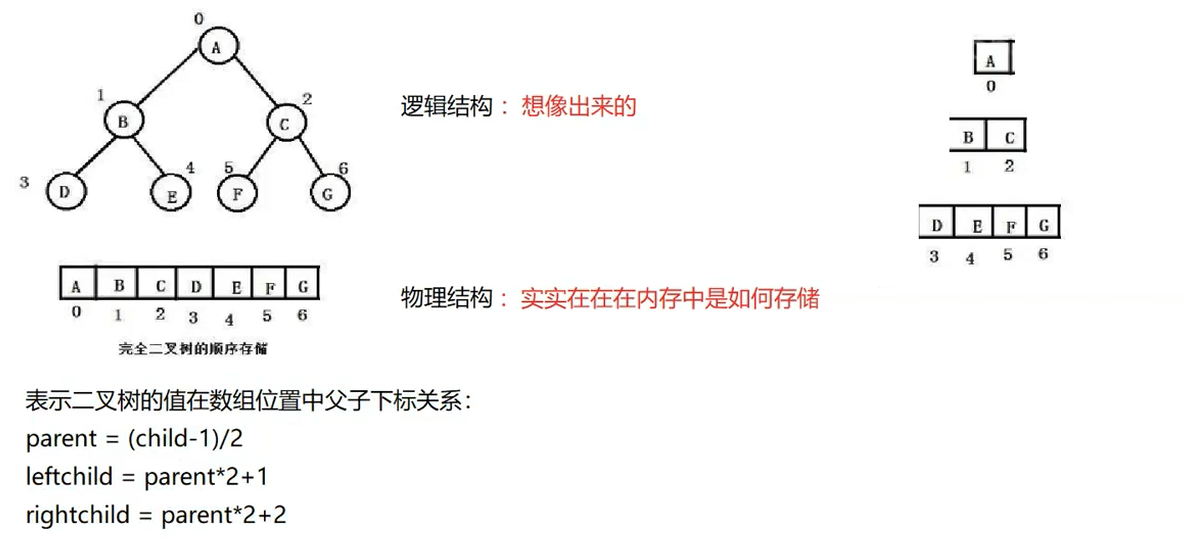 0
A
1
2
B
C
3
4
5
6
D
E
F
G
逻辑结构：想像出来的
A
0
B C
1 2
D E F G
3 4 5 6
A B C D E F G
0 1 2 3 4 5 6
完全二叉树的顺序存储
物理结构：实实在在在内存中是如何存储
表示二叉树的值在数组位置中父子下标关系：
parent = (child-1)/2
leftchild = parent*2+1
rightchild = parent*2+2